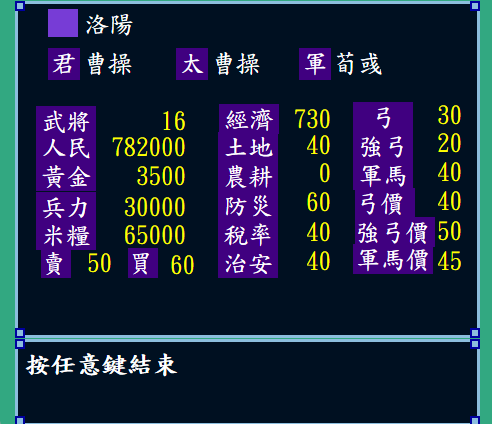 洛陽
君 曹操 太 曹操 軍 荀彧
武將 16 經濟 730 弓 30
人民 782000 土地 40 強弓 20
黃金 3500 農耕 0 軍馬 40
兵力 30000 防災 60 弓價 40
米糧 65000 稅率 40 強弓價 50
賣 50 買 60 治安 40 軍馬價 45
按任意鍵結束